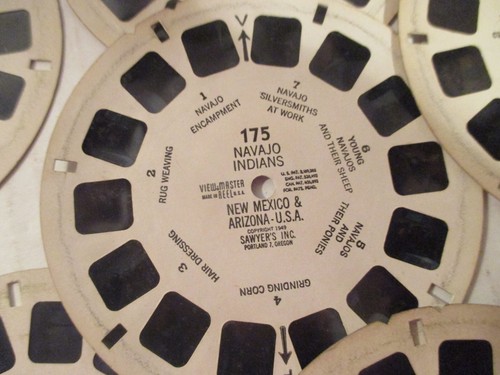 175
NAVAJO
INDIANS
VIEW-MASTER
MADE IN REEL U.S.A.
NEW MEXICO &
ARIZONA - U.S.A.
COPYRIGHT 1949
SAWYER'S INC.
PORTLAND 7, OREGON
1
NAVAJO
ENCAMPMENT
2
RUG WEAVING
3
HAIR DRESSING
4
GRINDING CORN
5
NAVAJOS
AND
THEIR PONIES
6
YOUNG
NAVAJOS
AND THEIR SHEEP
7
NAVAJO
SILVERSMITHS
AT WORK